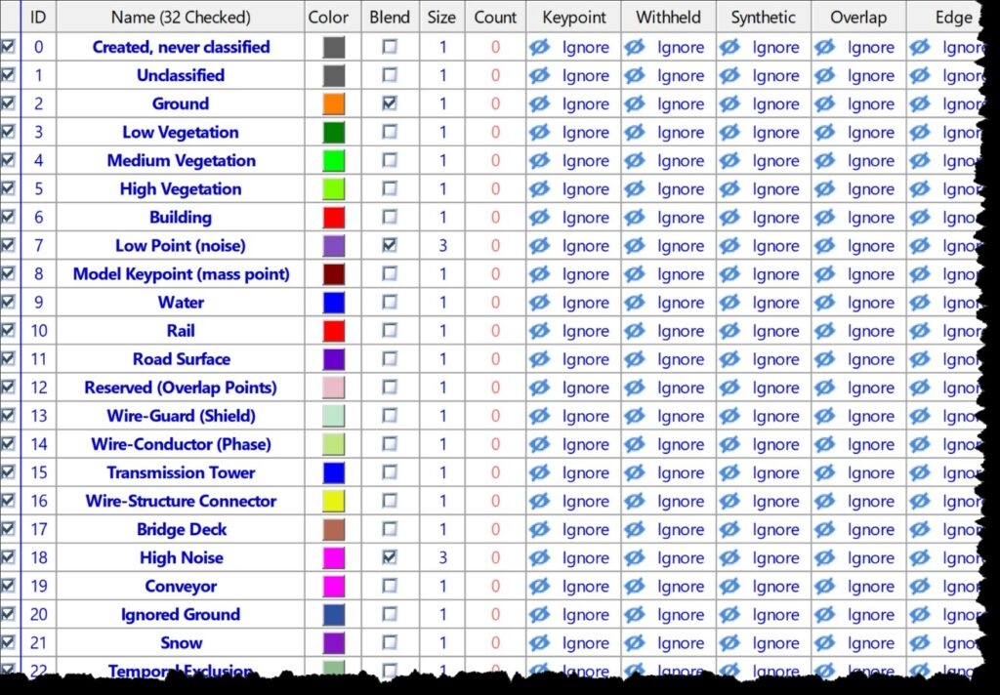 ID Name (32 Checked) Color Blend Size Count Keypoint Withheld Synthetic Overlap Edge
0 Created, never classified 1 0 Ignore Ignore Ignore Ignore Ignore
1 Unclassified 1 0 Ignore Ignore Ignore Ignore Ignor
2 Ground 1 0 Ignore Ignore Ignore Ignore Ignor
3 Low Vegetation 1 0 Ignore Ignore Ignore Ignore Ignor
4 Medium Vegetation 1 0 Ignore Ignore Ignore Ignore Ignor
5 High Vegetation 1 0 Ignore Ignore Ignore Ignore Ignor
6 Building 1 0 Ignore Ignore Ignore Ignore Ignor
7 Low Point (noise) 3 0 Ignore Ignore Ignore Ignore Ignor
8 Model Keypoint (mass point) 1 0 Ignore Ignore Ignore Ignore Ignor
9 Water 1 0 Ignore Ignore Ignore Ignore Ignor
10 Rail 1 0 Ignore Ignore Ignore Ignore Ignor
11 Road Surface 1 0 Ignore Ignore Ignore Ignore Ignor
12 Reserved (Overlap Points) 1 0 Ignore Ignore Ignore Ignore Ignor
13 Wire-Guard (Shield) 1 0 Ignore Ignore Ignore Ignore Ignor
14 Wire-Conductor (Phase) 1 0 Ignore Ignore Ignore Ignore Ignor
15 Transmission Tower 1 0 Ignore Ignore Ignore Ignore Ignor
16 Wire-Structure Connector 1 0 Ignore Ignore Ignore Ignore Ignor
17 Bridge Deck 1 0 Ignore Ignore Ignore Ignore Ignor
18 High Noise 3 0 Ignore Ignore Ignore Ignore Ignor
19 Conveyor 1 0 Ignore Ignore Ignore Ignore Ignor
20 Ignored Ground 1 0 Ignore Ignore Ignore Ignore Ignor
21 Snow 1 0 Ignore Ignore Ignore Ignore Ignor
22 Temporal Exclusion 1 0 Ignore Ignore Ignore Ignore Ignor